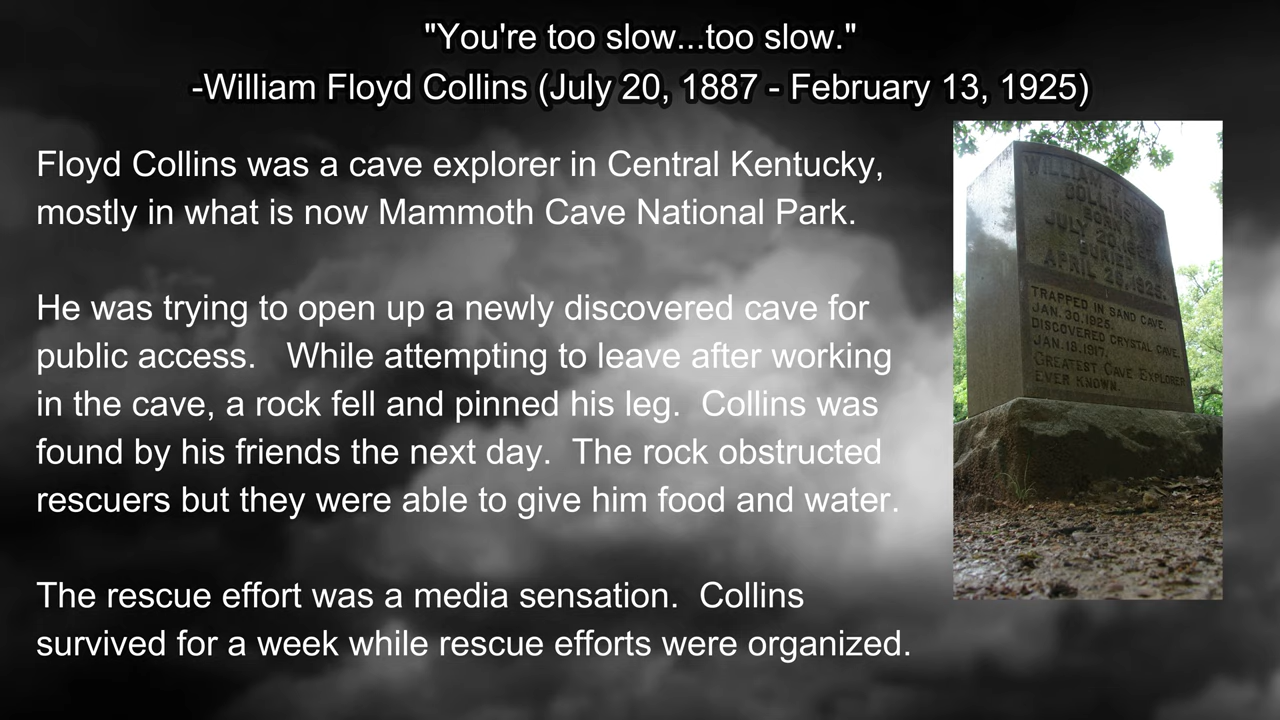 "You're too slow...too slow."
-William Floyd Collins (July 20, 1887 - February 13, 1925)
Floyd Collins was a cave explorer in Central Kentucky,
mostly in what is now Mammoth Cave National Park.
He was trying to open up a newly discovered cave for
public access.   While attempting to leave after working
in the cave, a rock fell and pinned his leg.  Collins was
found by his friends the next day.  The rock obstructed
rescuers but they were able to give him food and water.
The rescue effort was a media sensation.  Collins
survived for a week while rescue efforts were organized.
WILLIAM
COLLINS
BORN
JULY 20,
BURIED
APRIL 26, 1925.
TRAPPED IN SAND CAVE,
JAN. 30. 1925.
DISCOVERED CRYSTAL CAVE,
JAN. 18. 1917.
GREATEST CAVE EXPLORER
EVER KNOWN.